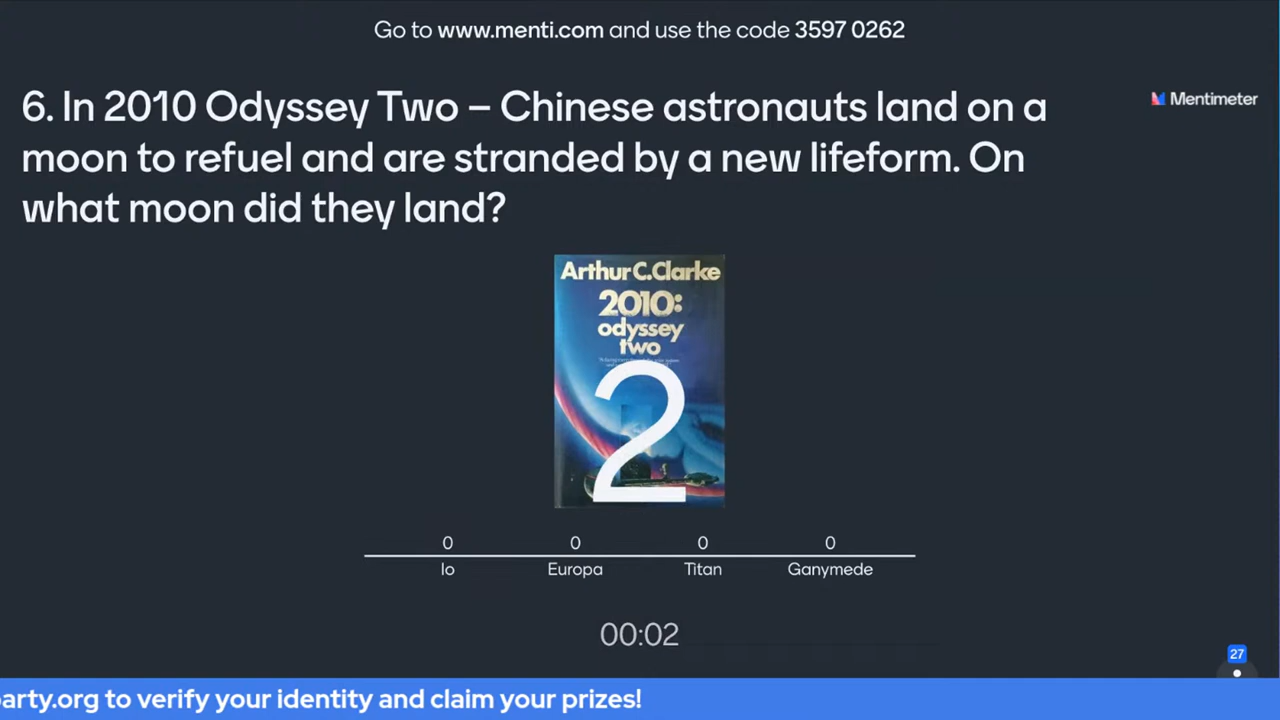 Go to www.menti.com and use the code 3597 0262
6. In 2010 Odyssey Two – Chinese astronauts land on a
moon to refuel and are stranded by a new lifeform. On
what moon did they land?
Mentimeter
Arthur C. Clarke
2010:
odyssey
two
2
0 0 0 0
Io Europa Titan Ganymede
00:02
27
party.org to verify your identity and claim your prizes!